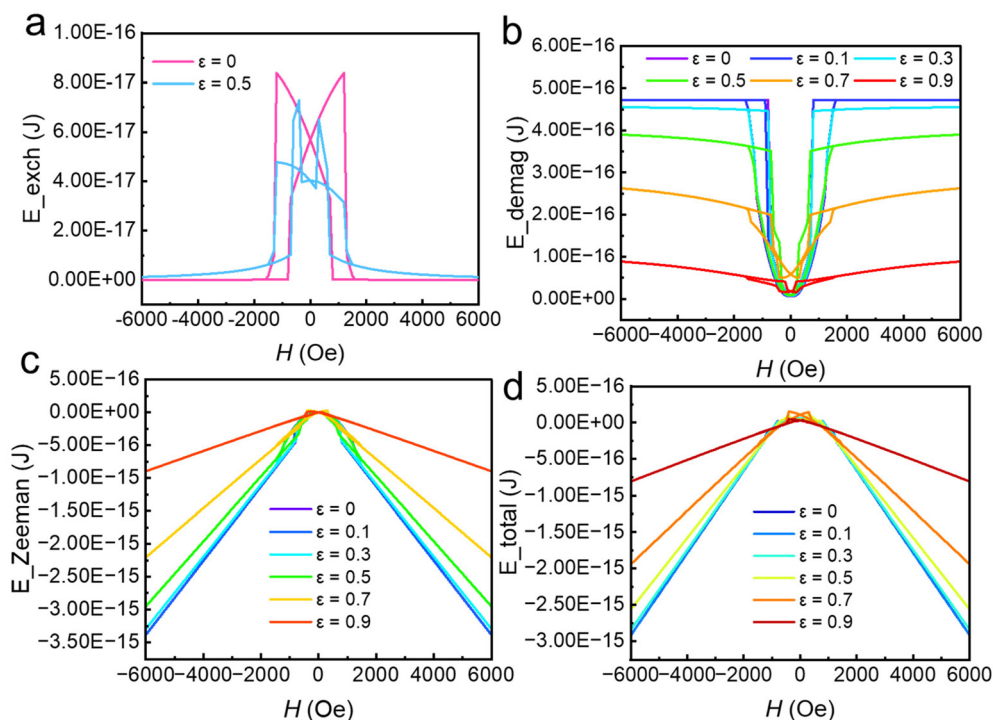 a
1.00E-16
8.00E-17
6.00E-17
4.00E-17
2.00E-17
0.00E+00
E_exch (J)
ε = 0
ε = 0.5
-6000 -4000 -2000 0 2000 4000 6000
H (Oe)
b
6.00E-16
5.00E-16
4.00E-16
3.00E-16
2.00E-16
1.00E-16
0.00E+00
E_demag (J)
ε = 0 ε = 0.1 ε = 0.3
ε = 0.5 ε = 0.7 ε = 0.9
−6000 −4000 −2000 0 2000 4000 6000
H (Oe)
c
5.00E−16
0.00E+00
−5.00E−16
−1.00E−15
−1.50E−15
−2.00E−15
−2.50E−15
−3.00E−15
−3.50E−15
E_Zeeman (J)
ε = 0
ε = 0.1
ε = 0.3
ε = 0.5
ε = 0.7
ε = 0.9
−6000 −4000 −2000 0 2000 4000 6000
H (Oe)
d
5.00E−16
0.00E+00
−5.00E−16
−1.00E−15
−1.50E−15
−2.00E−15
−2.50E−15
−3.00E−15
E_total (J)
ε = 0
ε = 0.1
ε = 0.3
ε = 0.5
ε = 0.7
ε = 0.9
−6000 −4000 −2000 0 2000 4000 6000
H (Oe)